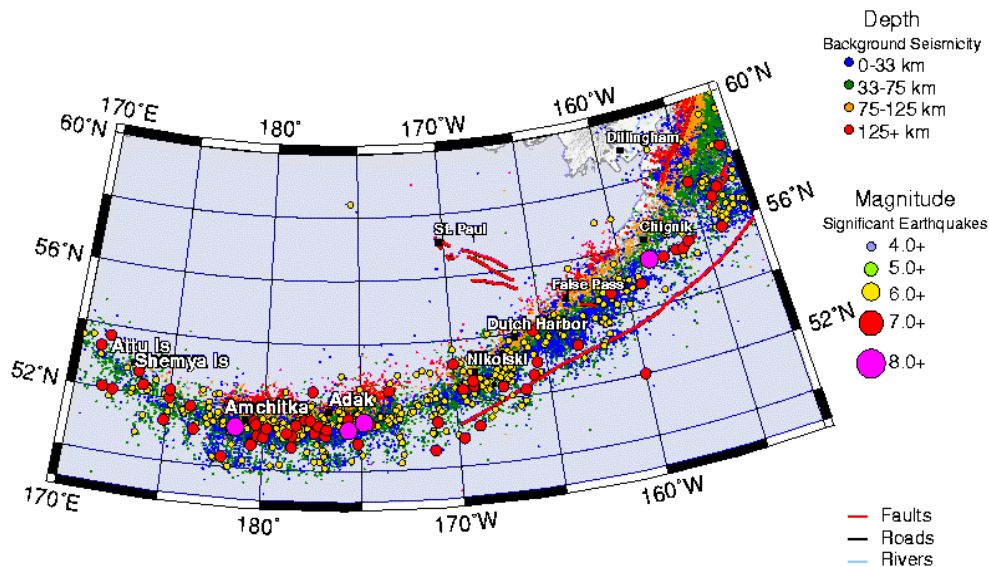 Depth
Background Seismicity
0-33 km
33-75 km
75-125 km
125+ km
Magnitude
Significant Earthquakes
4.0+
5.0+
6.0+
7.0+
8.0+
Faults
Roads
Rivers
170˚E
180˚
170˚W
160˚W
60˚N
60˚N
56˚N
56˚N
52˚N
52˚N
170˚E
180˚
170˚W
160˚W
Dillingham
St. Paul
Chignik
False Pass
Dutch Harbor
Nikolski
Attu Is
Shemya Is
Amchitka
Adak